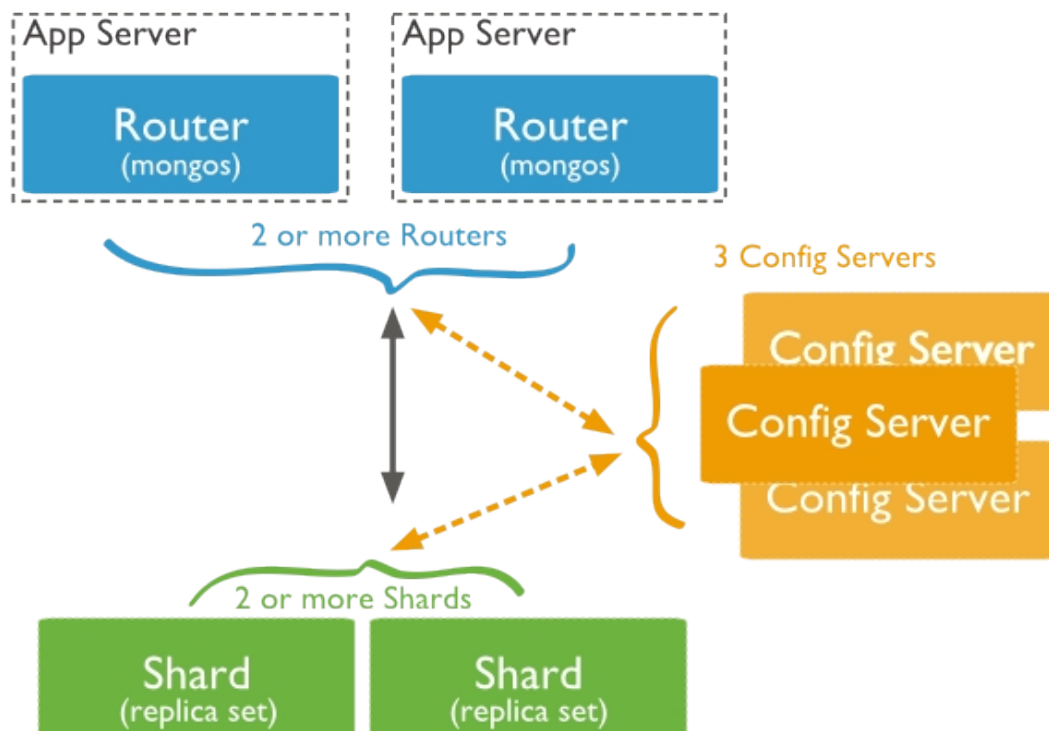 App Server
App Server
Router
(mongos)
Router
(mongos)
2 or more Routers
3 Config Servers
Config Server
Config Server
Config Server
2 or more Shards
Shard
(replica set)
Shard
(replica set)